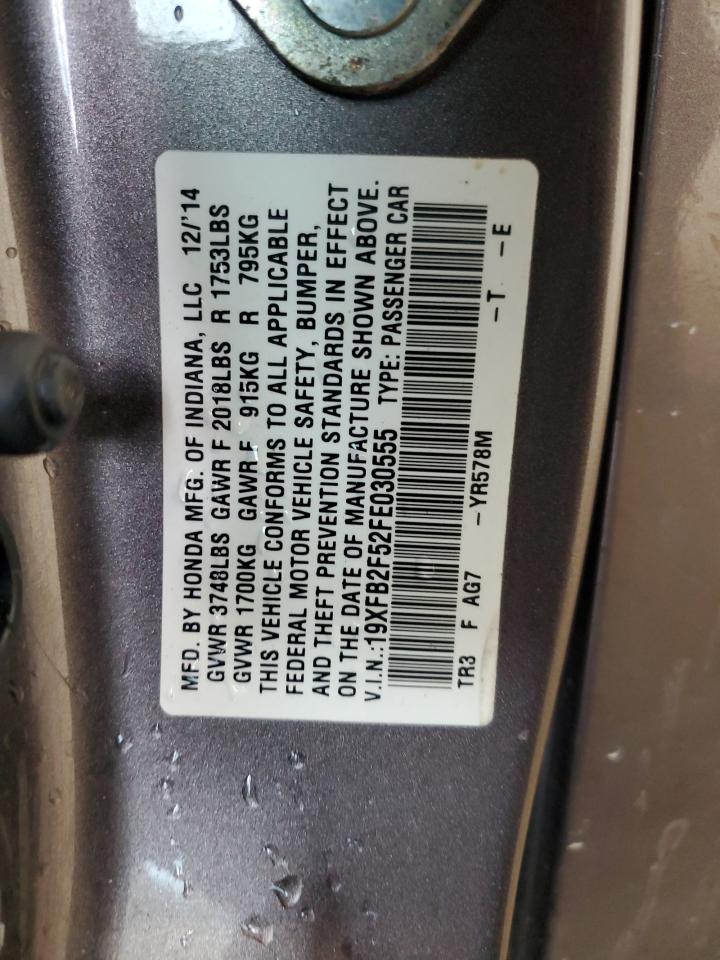 MFD. BY HONDA MFG. OF INDIANA, LLC 12/'14
GVWR 3748LBS GAWR F 2018LBS R 1753LBS
GVWR 1700KG GAWR F 915KG R 795KG
THIS VEHICLE CONFORMS TO ALL APPLICABLE
FEDERAL MOTOR VEHICLE SAFETY, BUMPER,
AND THEFT PREVENTION STANDARDS IN EFFECT
ON THE DATE OF MANUFACTURE SHOWN ABOVE.
V.I.N.:19XFB2F52FE030555 TYPE: PASSENGER CAR
TR3 F AG7 -YR578M -T -E